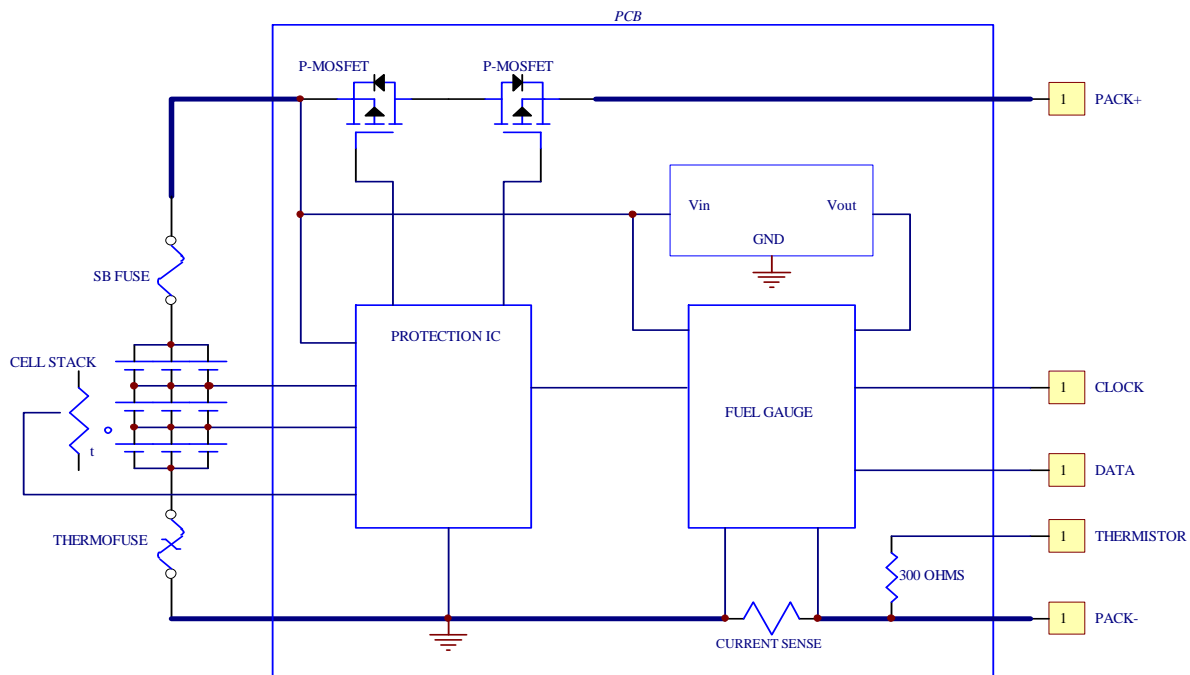 PCB
P-MOSFET
P-MOSFET
1
PACK+
Vin
Vout
GND
SB FUSE
PROTECTION IC
CELL STACK
t
FUEL GAUGE
1
CLOCK
1
DATA
THERMOFUSE
1
THERMISTOR
300 OHMS
1
PACK-
CURRENT SENSE